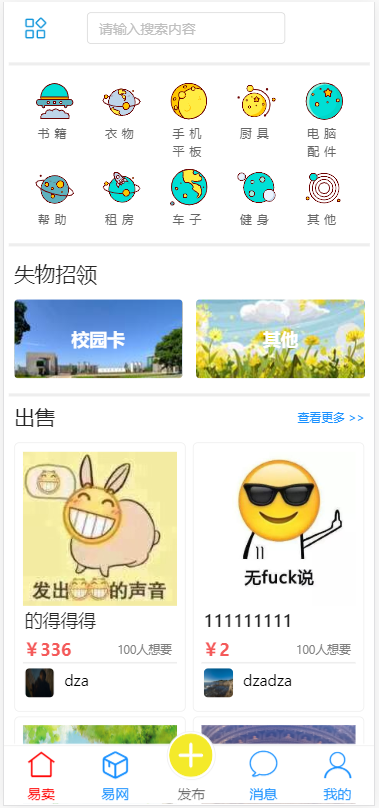 请输入搜索内容
书籍 衣物 手机 厨具 电脑
平板 配件
帮助 租房 车子 健身 其他
失物招领
校园卡 其他
出售 查看更多 >>
发出的声音
无fuck说
的得得得 111111111
￥336 100人想要 ￥2 100人想要
dza dzadza
易卖 易网 发布 消息 我的